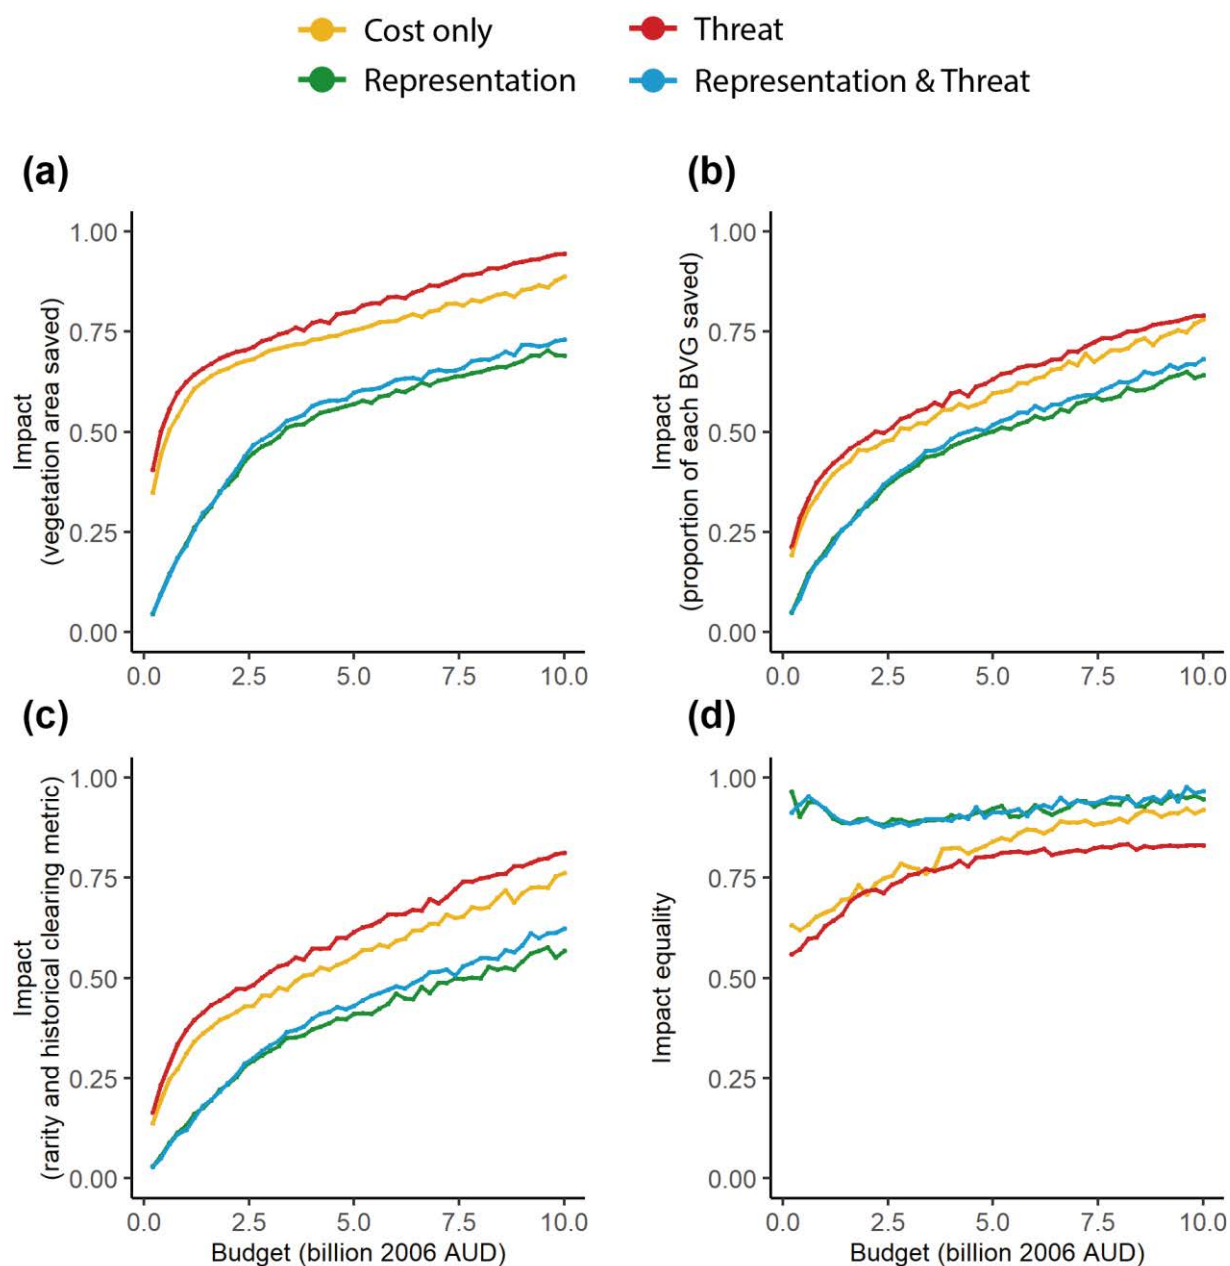 Cost only
Threat
Representation
Representation & Threat
(a)
(b)
Impact
(vegetation area saved)
1.00
0.75
0.50
0.25
0.00
0.0 2.5 5.0 7.5 10.0
Impact
(proportion of each BVG saved)
1.00
0.75
0.50
0.25
0.00
0.0 2.5 5.0 7.5 10.0
(c)
(d)
Impact
(rarity and historical clearing metric)
1.00
0.75
0.50
0.25
0.00
0.0 2.5 5.0 7.5 10.0
Budget (billion 2006 AUD)
Impact equality
1.00
0.75
0.50
0.25
0.00
0.0 2.5 5.0 7.5 10.0
Budget (billion 2006 AUD)